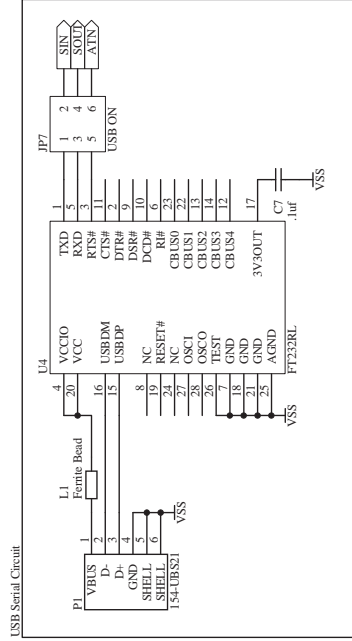 USB Serial Circuit
P1
VBUS 1
D- 2
D+ 3
GND 4
SHELL 5
SHELL 6
154-UBS21
VSS
L1
Ferrite Bead
U4
4 VCCIO
20 VCC
16 USBDM
15 USBDP
8 NC
19 RESET#
24 NC
27 OSCI
28 OSCO
26 TEST
7 GND
18 GND
21 GND
25 AGND
VSS
TXD 1
RXD 5
RTS# 3
CTS# 11
DTR# 2
DSR# 9
DCD# 10
RI# 6
CBUS0 23
CBUS1 22
CBUS2 13
CBUS3 14
CBUS4 12
3V3OUT 17
FT232RL
C7
.1uf
VSS
JP7
1 2
3 4
5 6
USB ON
SIN
SOUT
ATN